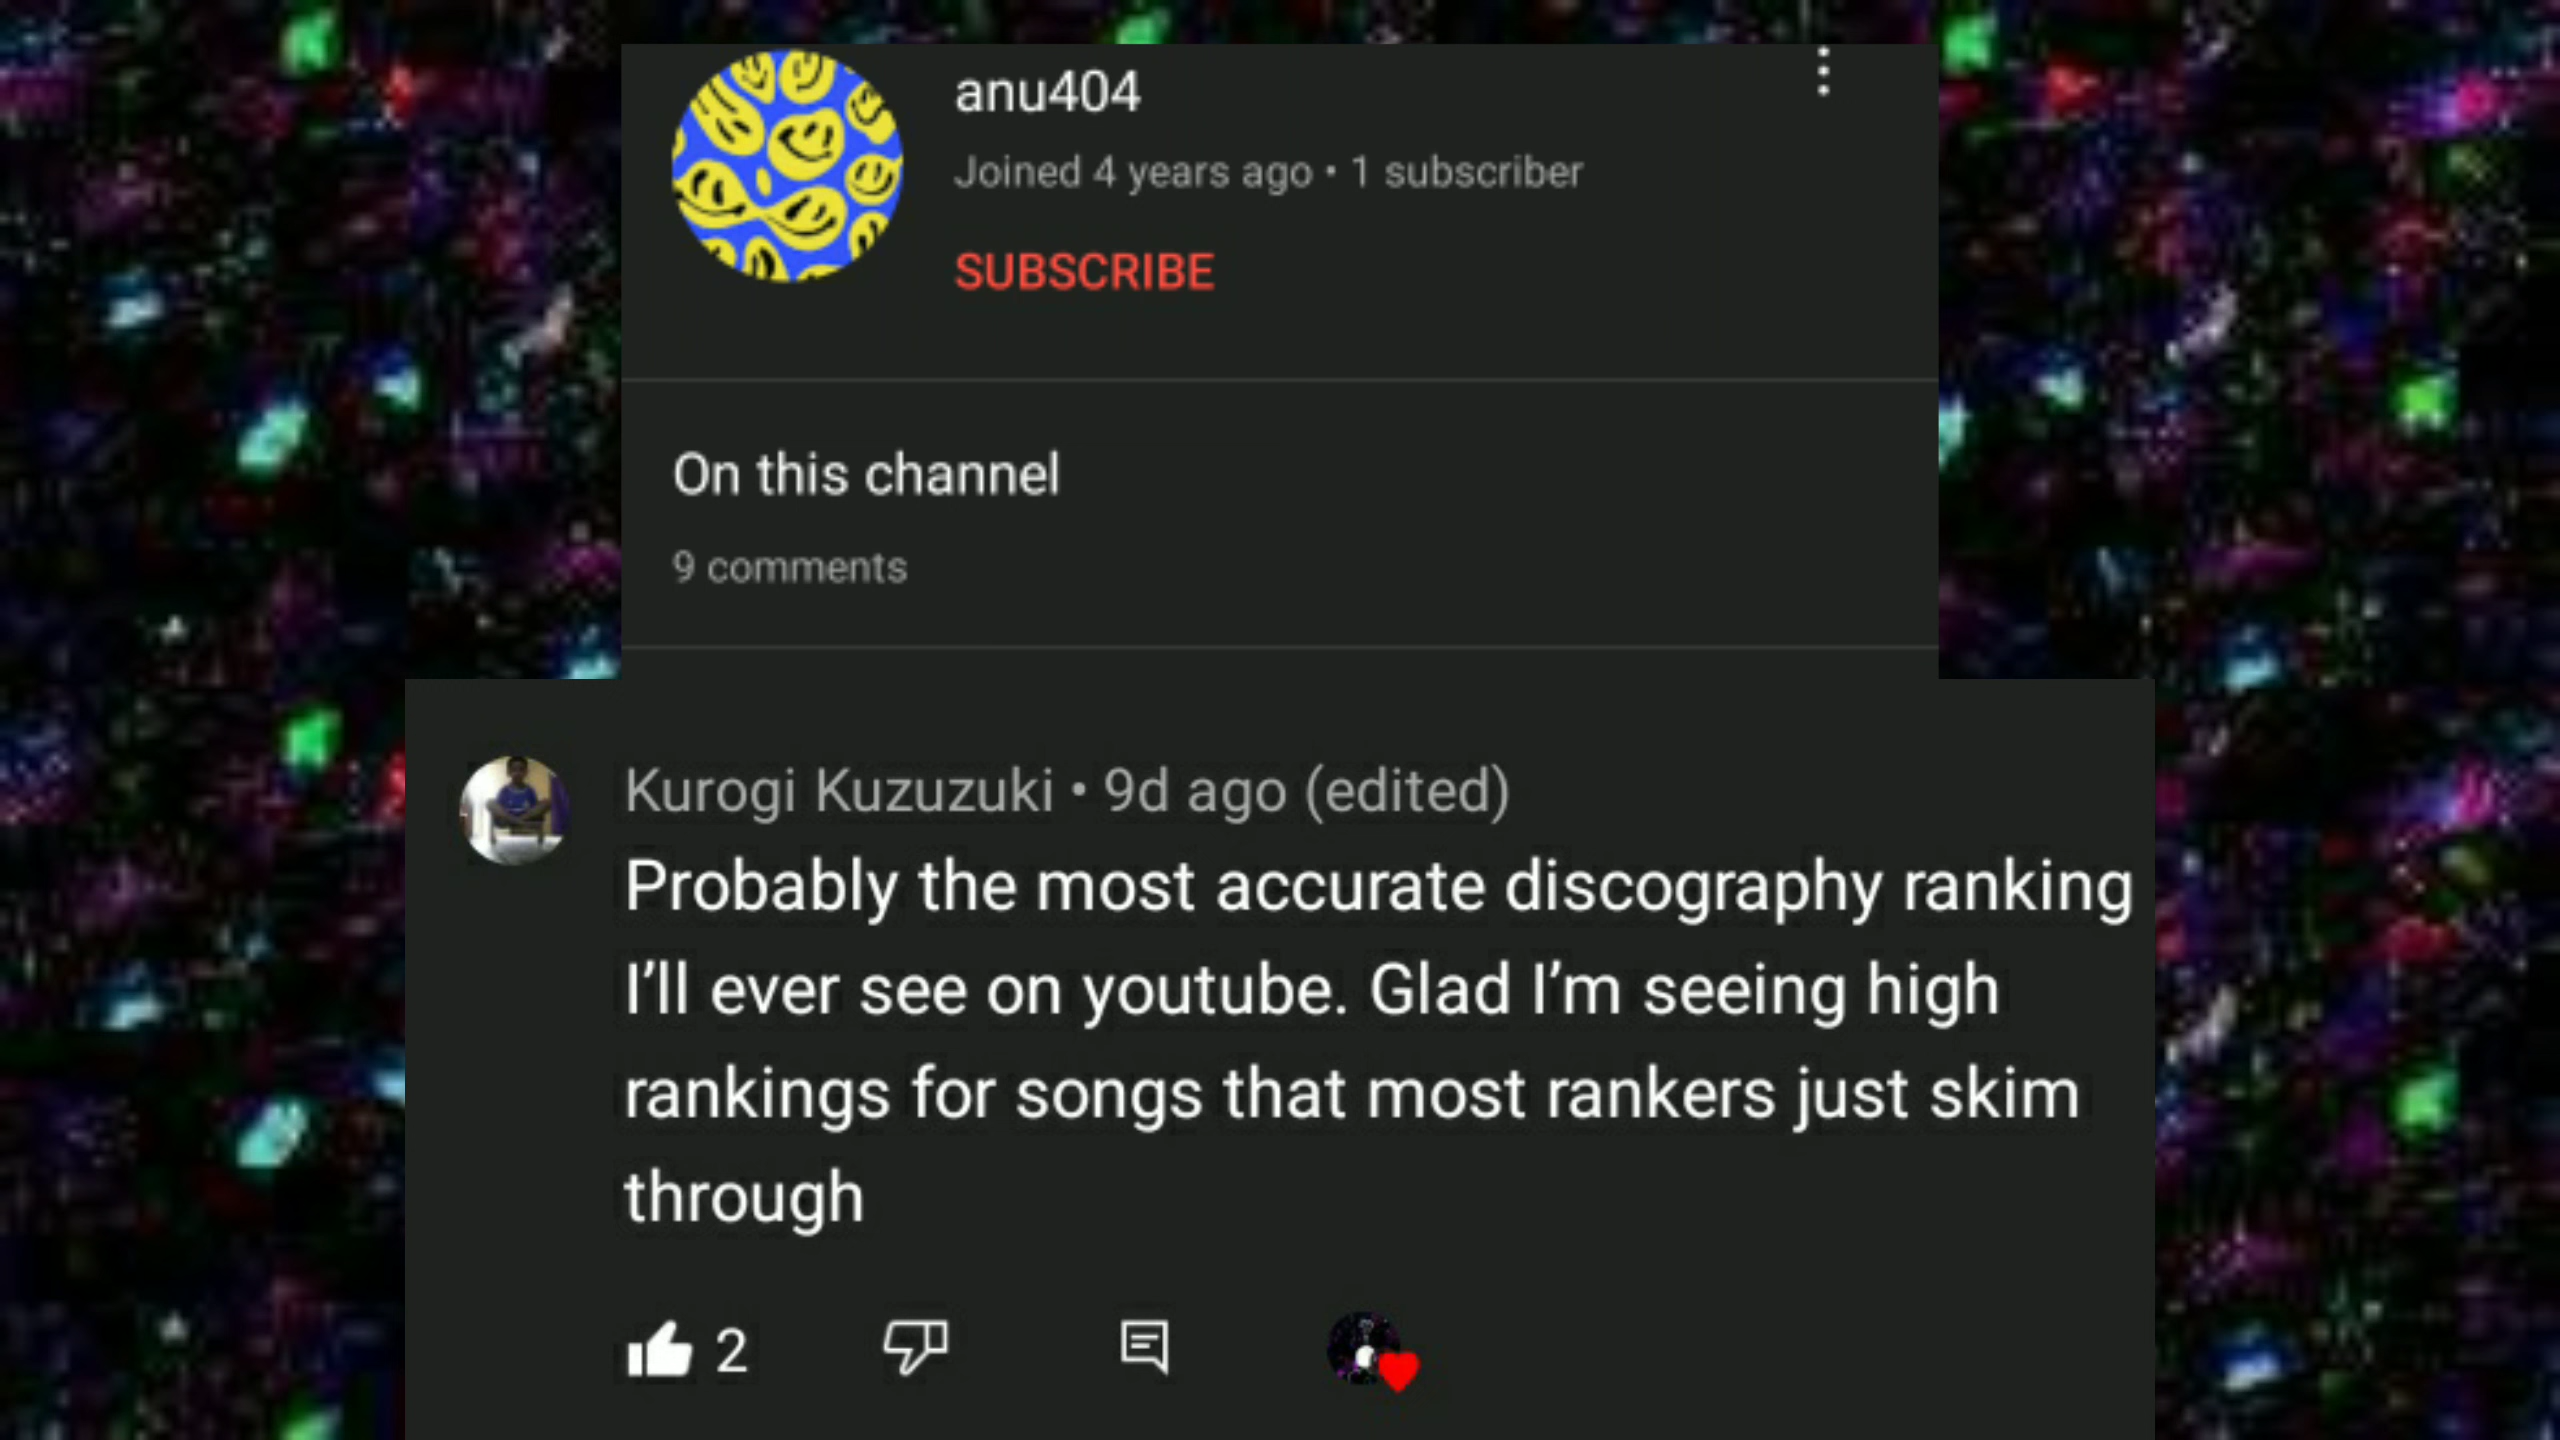 anu404
Joined 4 years ago • 1 subscriber
SUBSCRIBE
On this channel
9 comments
Kurogi Kuzuzuki • 9d ago (edited)
Probably the most accurate discography ranking
I’ll ever see on youtube. Glad I’m seeing high
rankings for songs that most rankers just skim
through
2